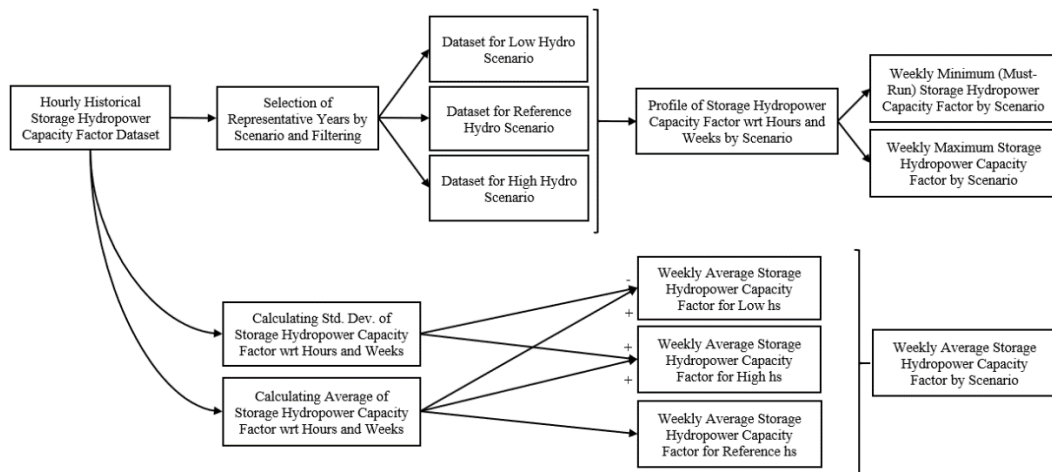 Hourly Historical
Storage Hydropower
Capacity Factor Dataset
Selection of
Representative Years by
Scenario and Filtering
Dataset for Low Hydro
Scenario
Dataset for Reference
Hydro Scenario
Dataset for High Hydro
Scenario
Profile of Storage Hydropower
Capacity Factor wrt Hours and
Weeks by Scenario
Weekly Minimum (Must-
Run) Storage Hydropower
Capacity Factor by Scenario
Weekly Maximum Storage
Hydropower Capacity
Factor by Scenario
Calculating Std. Dev. of
Storage Hydropower Capacity
Factor wrt Hours and Weeks
Calculating Average of
Storage Hydropower Capacity
Factor wrt Hours and Weeks
-
+
Weekly Average Storage
Hydropower Capacity
Factor for Low hs
+
+
Weekly Average Storage
Hydropower Capacity
Factor for High hs
Weekly Average Storage
Hydropower Capacity
Factor for Reference hs
Weekly Average Storage
Hydropower Capacity
Factor by Scenario